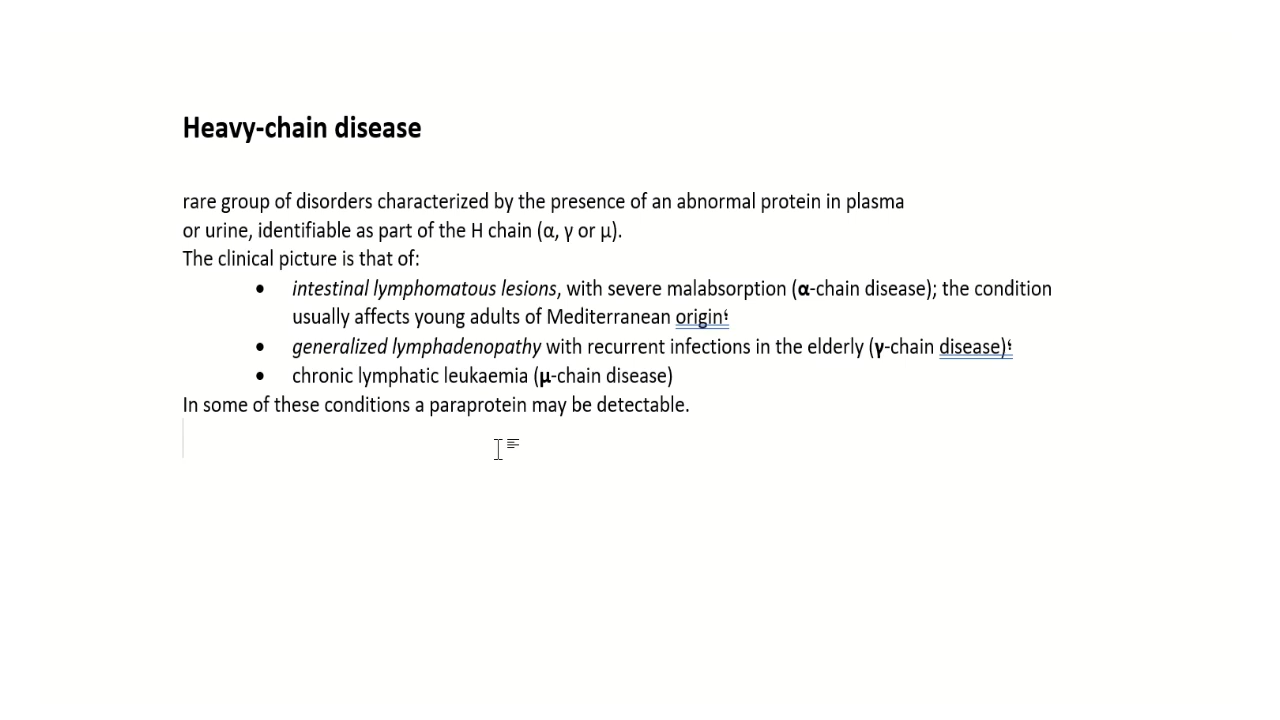 Heavy-chain disease
rare group of disorders characterized by the presence of an abnormal protein in plasma
or urine, identifiable as part of the H chain (α, γ or μ).
The clinical picture is that of:
• intestinal lymphomatous lesions, with severe malabsorption (α-chain disease); the condition
usually affects young adults of Mediterranean origin؛
• generalized lymphadenopathy with recurrent infections in the elderly (γ-chain disease)؛
• chronic lymphatic leukaemia (μ-chain disease)
In some of these conditions a paraprotein may be detectable.